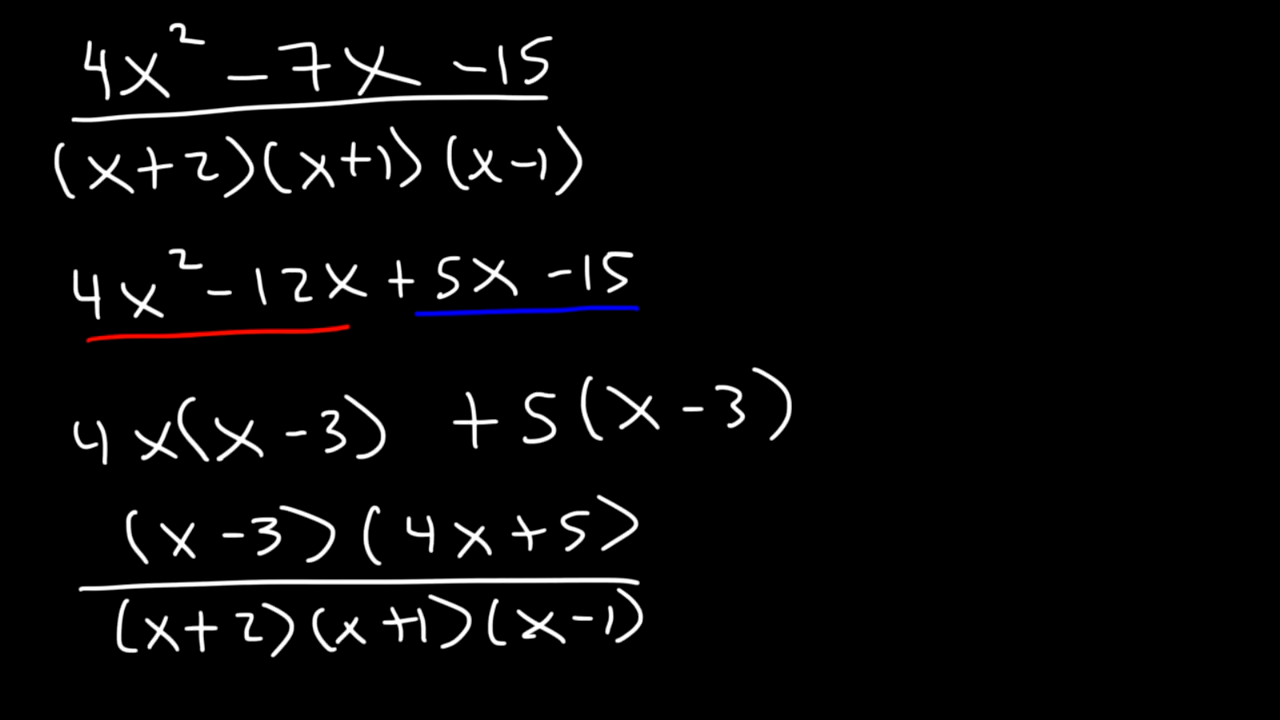 4x² - 7x - 15
(x+2)(x+1)(x-1)
4x² - 12x + 5x - 15
4x(x-3) + 5(x-3)
(x-3)(4x+5)
(x+2)(x+1)(x-1)